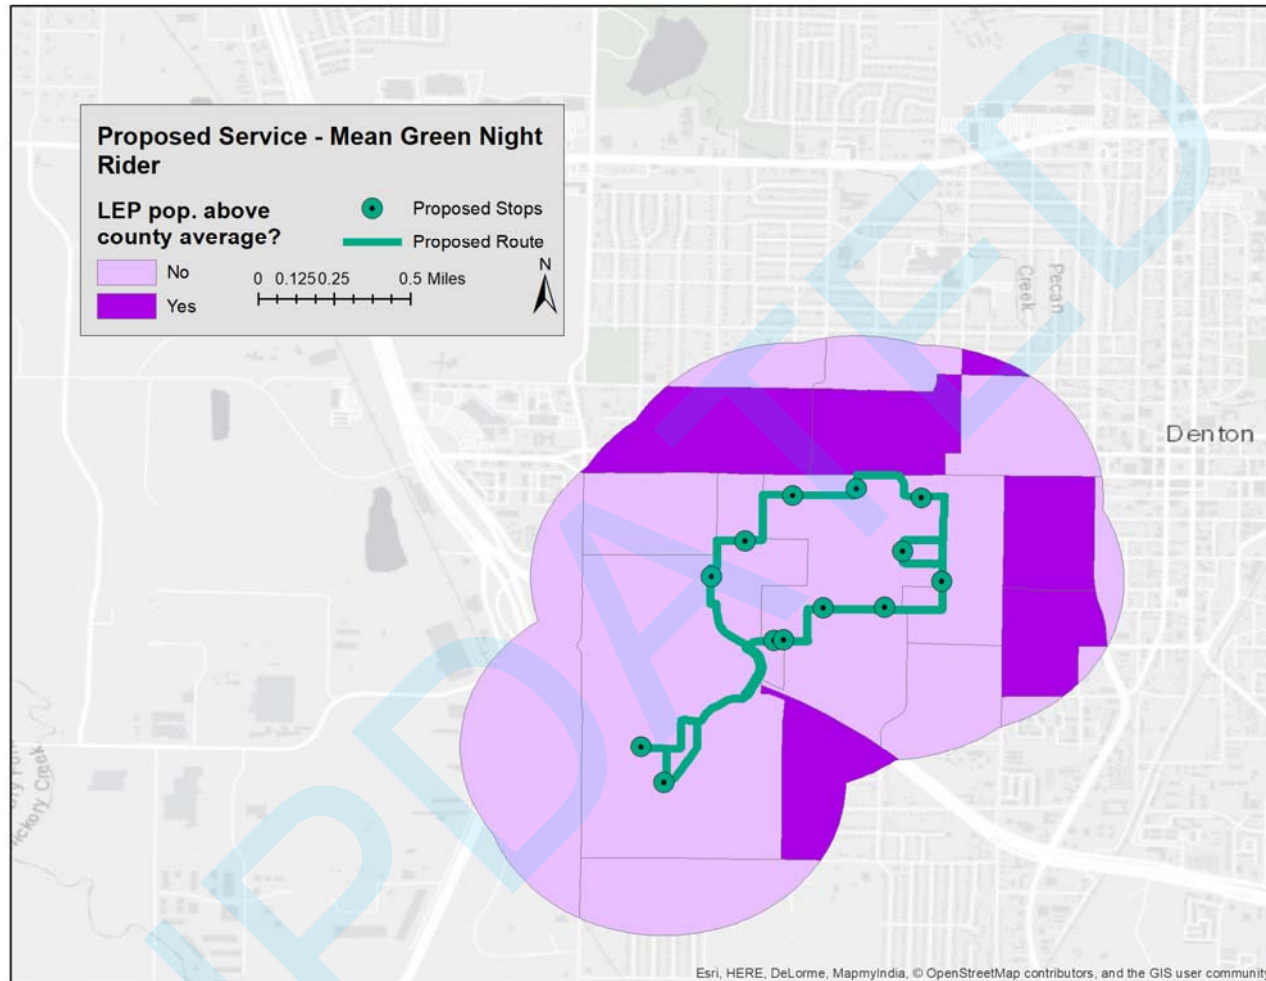 Proposed Service - Mean Green Night
Rider
LEP pop. above
county average?
Proposed Stops
Proposed Route
No
Yes
0 0.125 0.25 0.5 Miles
N
Pecan
Creek
Denton
Hickory Creek
UPDATED
Esri, HERE, DeLorme, MapmyIndia, © OpenStreetMap contributors, and the GIS user community